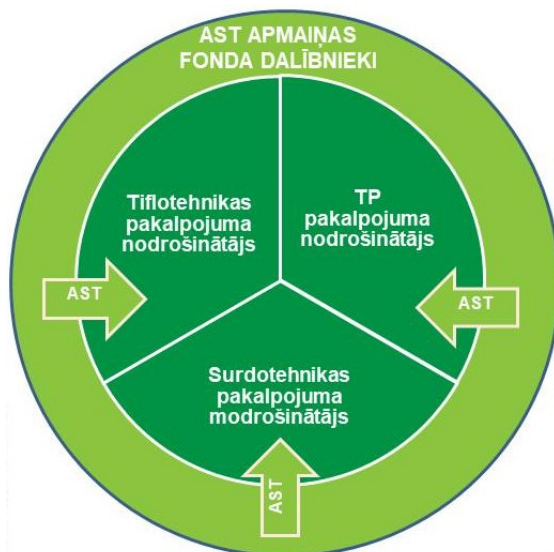 AST APMAIŅAS
FONDA DALĪBNIEKI
Tiflotehnikas
pakalpojuma
nodrošinātājs
TP
pakalpojuma
nodrošinātājs
AST
AST
Surdotehnikas
pakalpojuma
modrošinātājs
AST